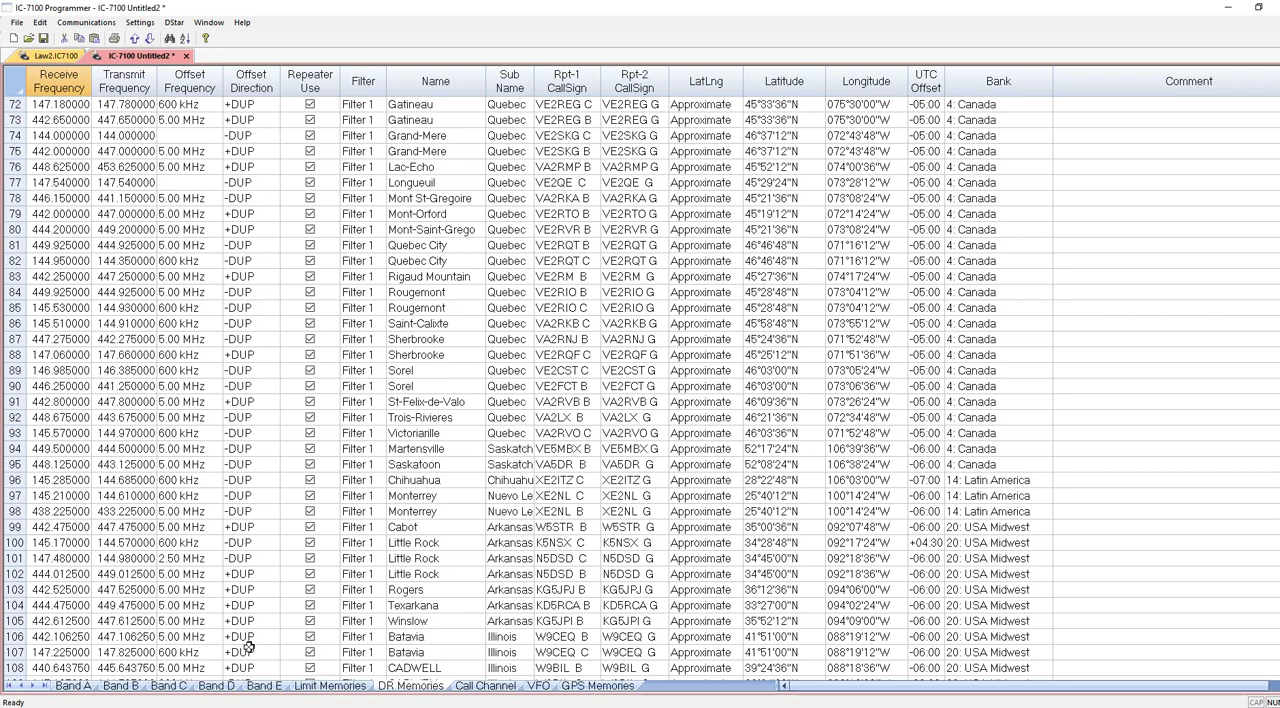 IC-7100 Programmer - IC-7100 Untitled2 *
File Edit Communications Settings DStar Window Help
Law2.IC7100 IC-7100 Untitled2 *
Receive Frequency Transmit Frequency Offset Frequency Offset Direction Repeater Use Filter Name Sub Name Rpt-1 CallSign Rpt-2 CallSign LatLng Latitude Longitude UTC Offset Bank Comment
72 147.180000 147.780000 600 kHz +DUP Filter 1 Gatineau Quebec VE2REG C VE2REG G Approximate 45°33'36"N 075°30'00"W -05:00 4: Canada
73 442.650000 447.650000 5.00 MHz +DUP Filter 1 Gatineau Quebec VE2REG B VE2REG G Approximate 45°33'36"N 075°30'00"W -05:00 4: Canada
74 144.000000 144.000000 -DUP Filter 1 Grand-Mere Quebec VE2SKG C VE2SKG G Approximate 46°37'12"N 072°43'48"W -05:00 4: Canada
75 442.000000 447.000000 5.00 MHz +DUP Filter 1 Grand-Mere Quebec VE2SKG B VE2SKG G Approximate 46°37'12"N 072°43'48"W -05:00 4: Canada
76 448.625000 453.625000 5.00 MHz +DUP Filter 1 Lac-Echo Quebec VA2RMP B VA2RMP G Approximate 45°52'12"N 074°00'36"W -05:00 4: Canada
77 147.540000 147.540000 -DUP Filter 1 Longueuil Quebec VE2QE C VE2QE G Approximate 45°29'24"N 073°28'12"W -05:00 4: Canada
78 446.150000 441.150000 5.00 MHz -DUP Filter 1 Mont St-Gregoire Quebec VA2RKA B VA2RKA G Approximate 45°21'36"N 073°08'24"W -05:00 4: Canada
79 442.000000 447.000000 5.00 MHz +DUP Filter 1 Mont-Orford Quebec VE2RTO B VE2RTO G Approximate 45°19'12"N 072°14'24"W -05:00 4: Canada
80 444.200000 449.200000 5.00 MHz +DUP Filter 1 Mont-Saint-Grego Quebec VE2RVR B VE2RVR G Approximate 45°21'36"N 073°08'24"W -05:00 4: Canada
81 449.925000 444.925000 5.00 MHz -DUP Filter 1 Quebec City Quebec VE2RQT B VE2RQT G Approximate 46°46'48"N 071°16'12"W -05:00 4: Canada
82 144.950000 144.350000 600 kHz -DUP Filter 1 Quebec City Quebec VE2RQT C VE2RQT G Approximate 46°46'48"N 071°16'12"W -05:00 4: Canada
83 442.250000 447.250000 5.00 MHz +DUP Filter 1 Rigaud Mountain Quebec VE2RM B VE2RM G Approximate 45°27'36"N 074°17'24"W -05:00 4: Canada
84 449.925000 444.925000 5.00 MHz -DUP Filter 1 Rougemont Quebec VE2RIO B VE2RIO G Approximate 45°28'48"N 073°04'12"W -05:00 4: Canada
85 145.530000 144.930000 600 kHz -DUP Filter 1 Rougemont Quebec VE2RIO C VE2RIO G Approximate 45°28'48"N 073°04'12"W -05:00 4: Canada
86 145.510000 144.910000 600 kHz -DUP Filter 1 Saint-Calixte Quebec VA2RKB C VA2RKB G Approximate 45°58'48"N 073°55'12"W -05:00 4: Canada
87 447.275000 442.275000 5.00 MHz -DUP Filter 1 Sherbrooke Quebec VA2RNJ B VA2RNJ G Approximate 45°24'36"N 071°52'48"W -05:00 4: Canada
88 147.060000 147.660000 600 kHz +DUP Filter 1 Sherbrooke Quebec VE2RQF C VE2RQF G Approximate 45°25'12"N 071°51'36"W -05:00 4: Canada
89 146.985000 146.385000 600 kHz -DUP Filter 1 Sorel Quebec VE2CST C VE2CST G Approximate 46°03'00"N 073°05'24"W -05:00 4: Canada
90 446.250000 441.250000 5.00 MHz -DUP Filter 1 Sorel Quebec VE2FCT B VE2FCT G Approximate 46°03'00"N 073°06'36"W -05:00 4: Canada
91 442.800000 447.800000 5.00 MHz +DUP Filter 1 St-Felix-de-Valo Quebec VA2RVB B VA2RVB G Approximate 46°09'36"N 073°26'24"W -05:00 4: Canada
92 448.675000 443.675000 5.00 MHz -DUP Filter 1 Trois-Rivieres Quebec VA2LX B VA2LX G Approximate 46°21'36"N 072°34'48"W -05:00 4: Canada
93 145.570000 144.970000 600 kHz -DUP Filter 1 Victoriarille Quebec VA2RVO C VA2RVO G Approximate 46°03'36"N 071°52'48"W -05:00 4: Canada
94 449.500000 444.500000 5.00 MHz -DUP Filter 1 Martensville Saskatch VE5MBX B VE5MBX G Approximate 52°17'24"N 106°39'36"W -06:00 4: Canada
95 448.125000 443.125000 5.00 MHz -DUP Filter 1 Saskatoon Saskatch VA5DR B VA5DR G Approximate 52°08'24"N 106°38'24"W -06:00 4: Canada
96 145.285000 144.685000 600 kHz -DUP Filter 1 Chihuahua Chihuahu XE2ITZ C XE2ITZ G Approximate 28°22'48"N 106°03'00"W -07:00 14: Latin America
97 145.210000 144.610000 600 kHz -DUP Filter 1 Monterrey Nuevo Le XE2NL C XE2NL G Approximate 25°40'12"N 100°14'24"W -06:00 14: Latin America
98 438.225000 433.225000 5.00 MHz -DUP Filter 1 Monterrey Nuevo Le XE2NL B XE2NL G Approximate 25°40'12"N 100°14'24"W -06:00 14: Latin America
99 442.475000 447.475000 5.00 MHz +DUP Filter 1 Cabot Arkansas W5STR B W5STR G Approximate 35°00'36"N 092°07'48"W -06:00 20: USA Midwest
100 145.170000 144.570000 600 kHz -DUP Filter 1 Little Rock Arkansas K5NSX C K5NSX G Approximate 34°28'48"N 092°17'24"W +04:30 20: USA Midwest
101 147.480000 144.980000 2.50 MHz -DUP Filter 1 Little Rock Arkansas N5DSD C N5DSD G Approximate 34°45'00"N 092°18'36"W -06:00 20: USA Midwest
102 444.012500 449.012500 5.00 MHz +DUP Filter 1 Little Rock Arkansas N5DSD B N5DSD G Approximate 34°45'00"N 092°18'36"W -06:00 20: USA Midwest
103 442.525000 447.525000 5.00 MHz +DUP Filter 1 Rogers Arkansas KG5JPJ B KG5JPJ G Approximate 36°12'36"N 094°06'00"W -06:00 20: USA Midwest
104 444.475000 449.475000 5.00 MHz +DUP Filter 1 Texarkana Arkansas KD5RCA B KD5RCA G Approximate 33°27'00"N 094°02'24"W -06:00 20: USA Midwest
105 442.612500 447.612500 5.00 MHz +DUP Filter 1 Winslow Arkansas KG5JPI B KG5JPI G Approximate 35°52'12"N 094°09'00"W -06:00 20: USA Midwest
106 442.106250 447.106250 5.00 MHz +DUP Filter 1 Batavia Illinois W9CEQ B W9CEQ G Approximate 41°51'00"N 088°19'12"W -06:00 20: USA Midwest
107 147.225000 147.825000 600 kHz +DUP Filter 1 Batavia Illinois W9CEQ C W9CEQ G Approximate 41°51'00"N 088°19'12"W -06:00 20: USA Midwest
108 440.643750 445.643750 5.00 MHz +DUP Filter 1 CADWELL Illinois W9BIL B W9BIL G Approximate 39°24'36"N 088°18'36"W -06:00 20: USA Midwest
Band A Band B Band C Band D Band E Limit Memories DR Memories Call Channel VFO GPS Memories
Ready CAP NUM